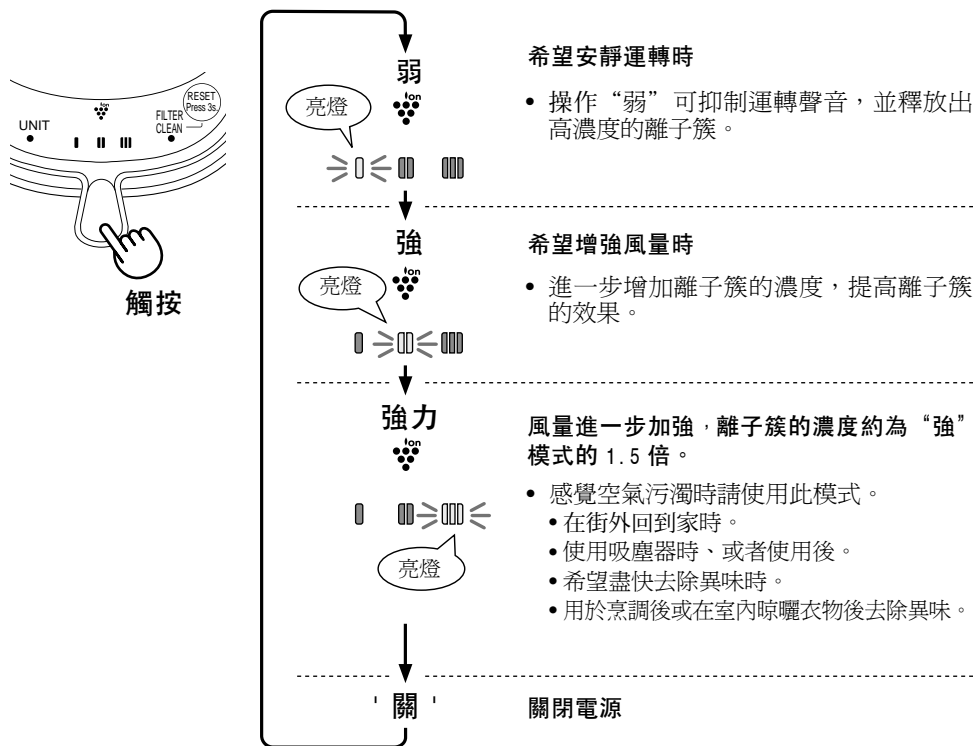 RESET
Press 3s.
UNIT
FILTER
CLEAN
觸按
弱
ion
亮燈
希望安靜運轉時
• 操作“弱”可抑制運轉聲音，並釋放出
高濃度的離子簇。
強
ion
亮燈
希望增強風量時
• 進一步增加離子簇的濃度，提高離子簇
的效果。
強力
ion
亮燈
風量進一步加強，離子簇的濃度約為“強”
模式的 1.5 倍。
• 感覺空氣污濁時請使用此模式。
• 在街外回到家時。
• 使用吸塵器時、或者使用後。
• 希望盡快去除異味時。
• 用於烹調後或在室內晾曬衣物後去除異味。
' 關 '
關閉電源